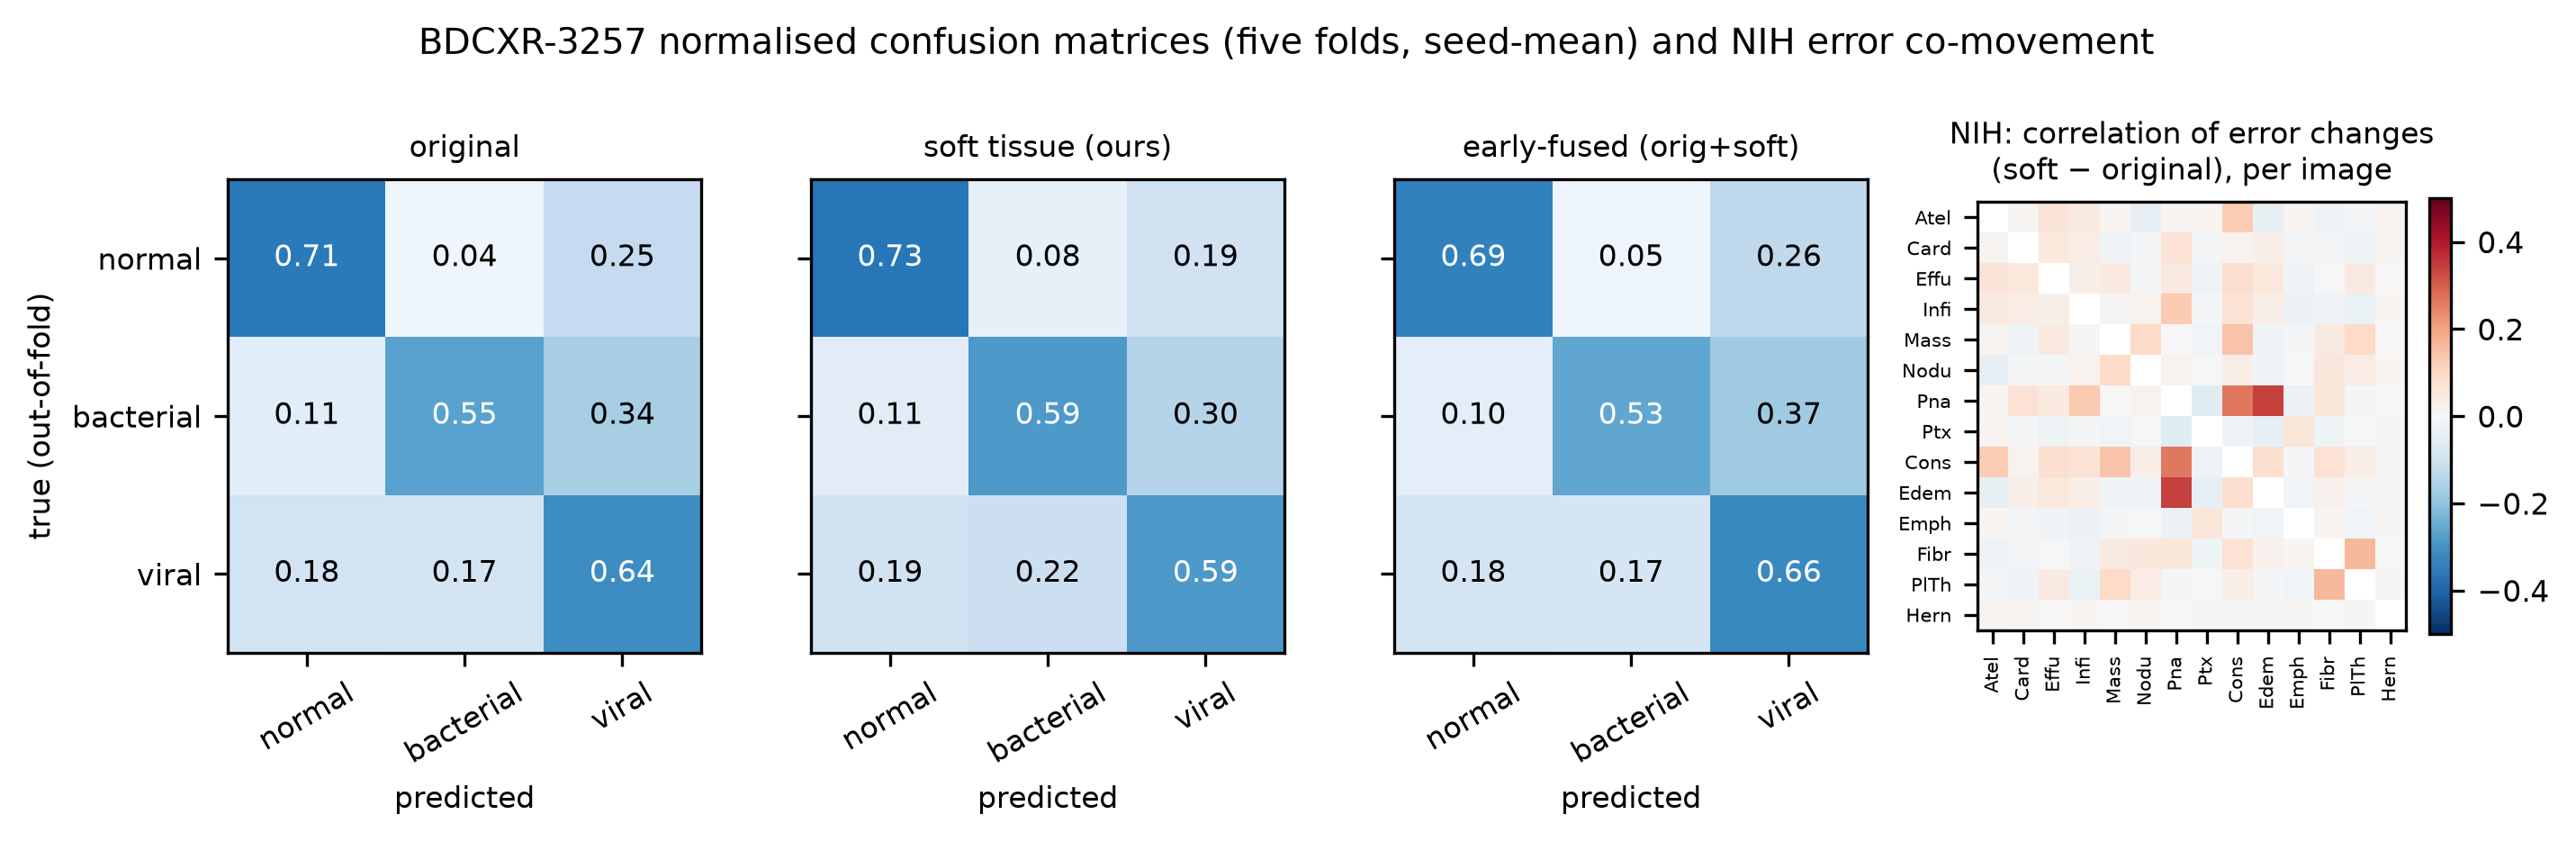 BDCXR-3257 normalised confusion matrices (five folds, seed-mean) and NIH error co-movement
original
true (out-of-fold)
normal
bacterial
viral
0.71 0.04 0.25
0.11 0.55 0.34
0.18 0.17 0.64
normal bacterial viral
predicted
soft tissue (ours)
0.73 0.08 0.19
0.11 0.59 0.30
0.19 0.22 0.59
normal bacterial viral
predicted
early-fused (orig+soft)
0.69 0.05 0.26
0.10 0.53 0.37
0.18 0.17 0.66
normal bacterial viral
predicted
NIH: correlation of error changes
(soft − original), per image
Atel
Card
Effu
Infi
Mass
Nodu
Pna
Ptx
Cons
Edem
Emph
Fibr
PlTh
Hern
Atel Card Effu Infi Mass Nodu Pna Ptx Cons Edem Emph Fibr PlTh Hern
0.4
0.2
0.0
−0.2
−0.4